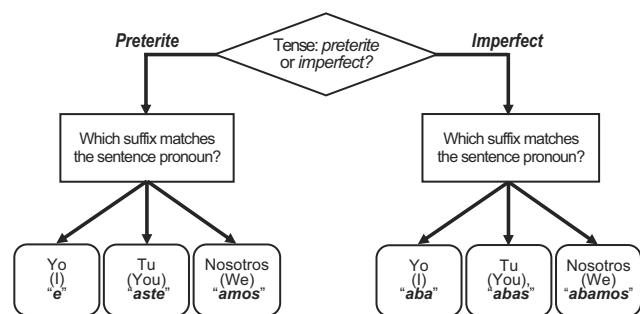 Preterite
Tense: preterite
or imperfect?
Imperfect
Which suffix matches
the sentence pronoun?
Which suffix matches
the sentence pronoun?
Yo
(I)
"e"
Tu
(You)
"aste"
Nosotros
(We)
"amos"
Yo
(I)
"aba"
Tu
(You),
"abas"
Nosotros
(We)
"abamos"